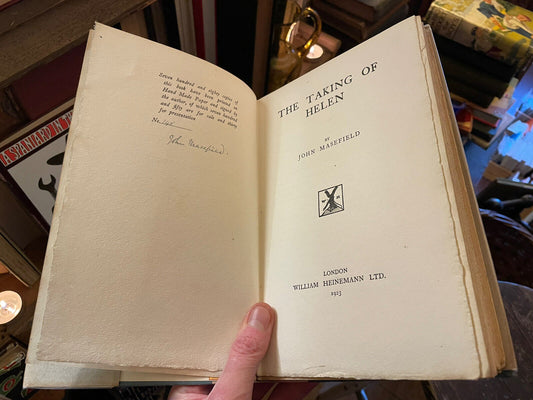 Seven hundred and eighty copies of
this book have been printed on
Hand Made Paper and signed by
the author, of which seven hundred
and fifty are for sale and thirty
for presentation
No.
John Masefield.
THE TAKING OF
HELEN
BY
JOHN MASEFIELD
LONDON
WILLIAM HEINEMANN LTD.
1923
A SPANIARD IN